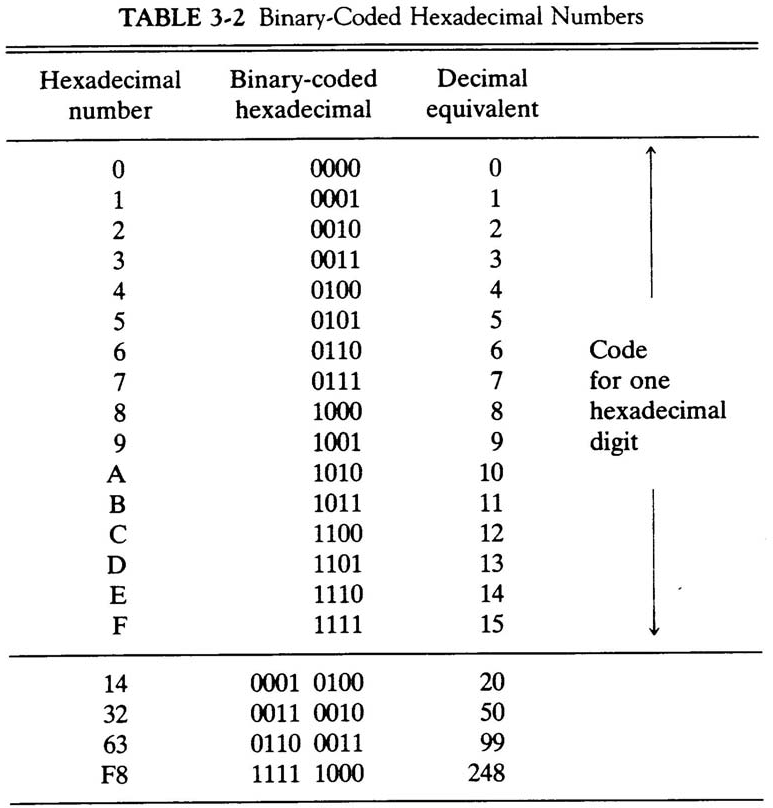 TABLE 3-2 Binary-Coded Hexadecimal Numbers
Hexadecimal number Binary-coded hexadecimal Decimal equivalent
0 0000 0
1 0001 1
2 0010 2
3 0011 3
4 0100 4
5 0101 5
6 0110 6 Code
7 0111 7 for one
8 1000 8 hexadecimal
9 1001 9 digit
A 1010 10
B 1011 11
C 1100 12
D 1101 13
E 1110 14
F 1111 15
14 0001 0100 20
32 0011 0010 50
63 0110 0011 99
F8 1111 1000 248